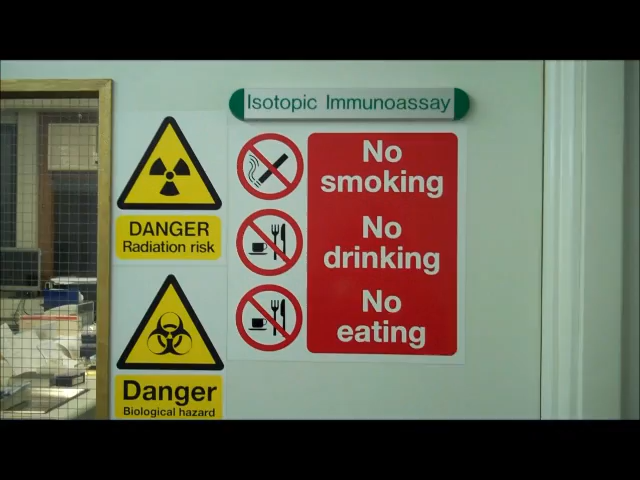 Isotopic Immunoassay
No
smoking
No
drinking
No
eating
DANGER
Radiation risk
Danger
Biological hazard